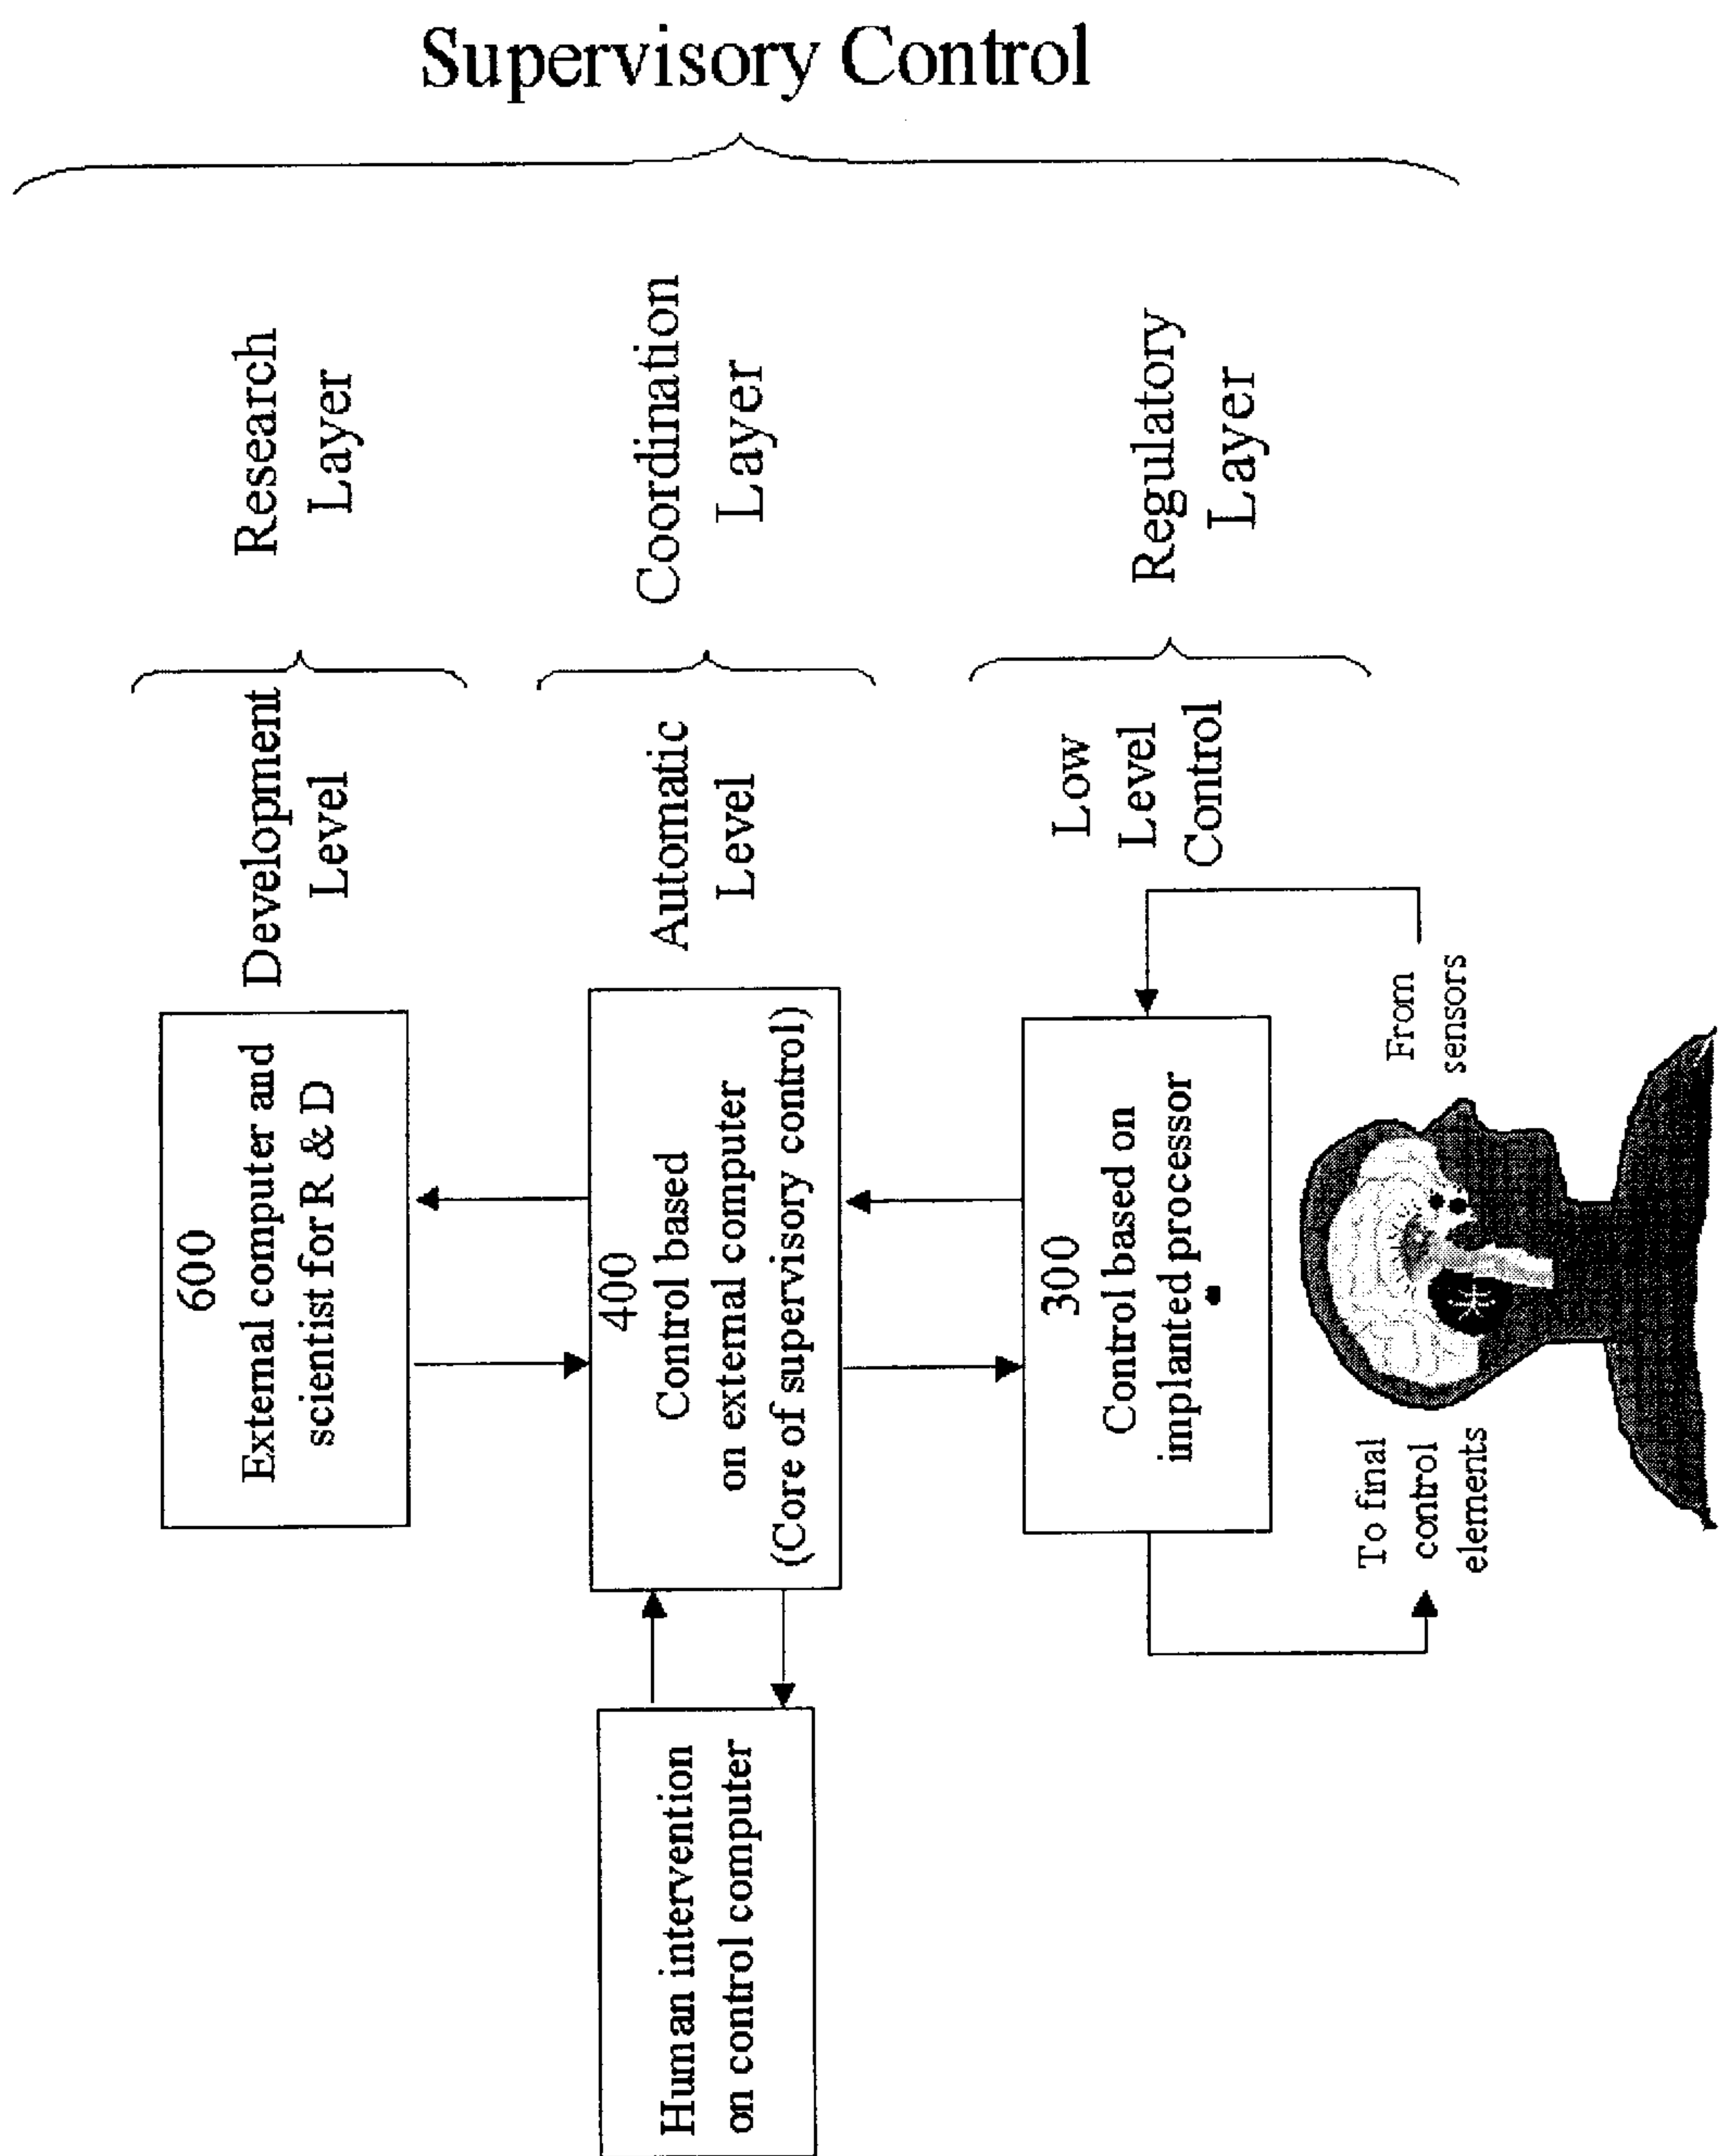 Supervisory Control
Research
Layer
Coordination
Layer
Regulatory
Layer
Development
Level
Automatic
Level
Low
Level
Control
600
External computer and
scientist for R & D
400
Control based
on external computer
(Core of supervisory control)
300
Control based on
implanted processor
From
sensors
To final
control
elements
Human intervention
on control computer